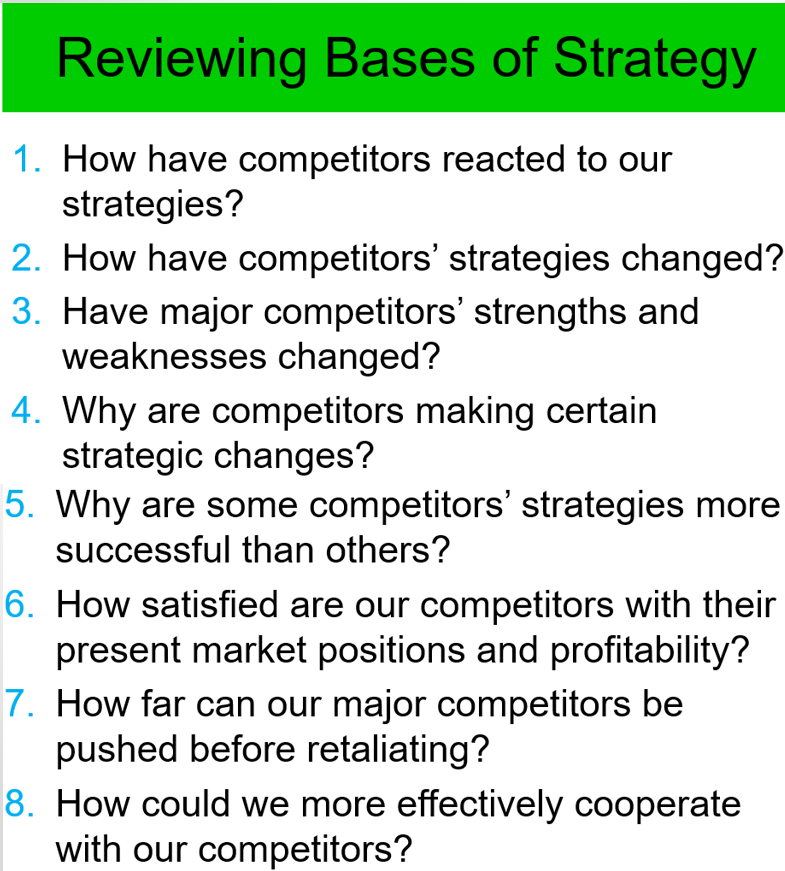 Reviewing Bases of Strategy
1. How have competitors reacted to our
strategies?
2. How have competitors’ strategies changed?
3. Have major competitors’ strengths and
weaknesses changed?
4. Why are competitors making certain
strategic changes?
5. Why are some competitors’ strategies more
successful than others?
6. How satisfied are our competitors with their
present market positions and profitability?
7. How far can our major competitors be
pushed before retaliating?
8. How could we more effectively cooperate
with our competitors?